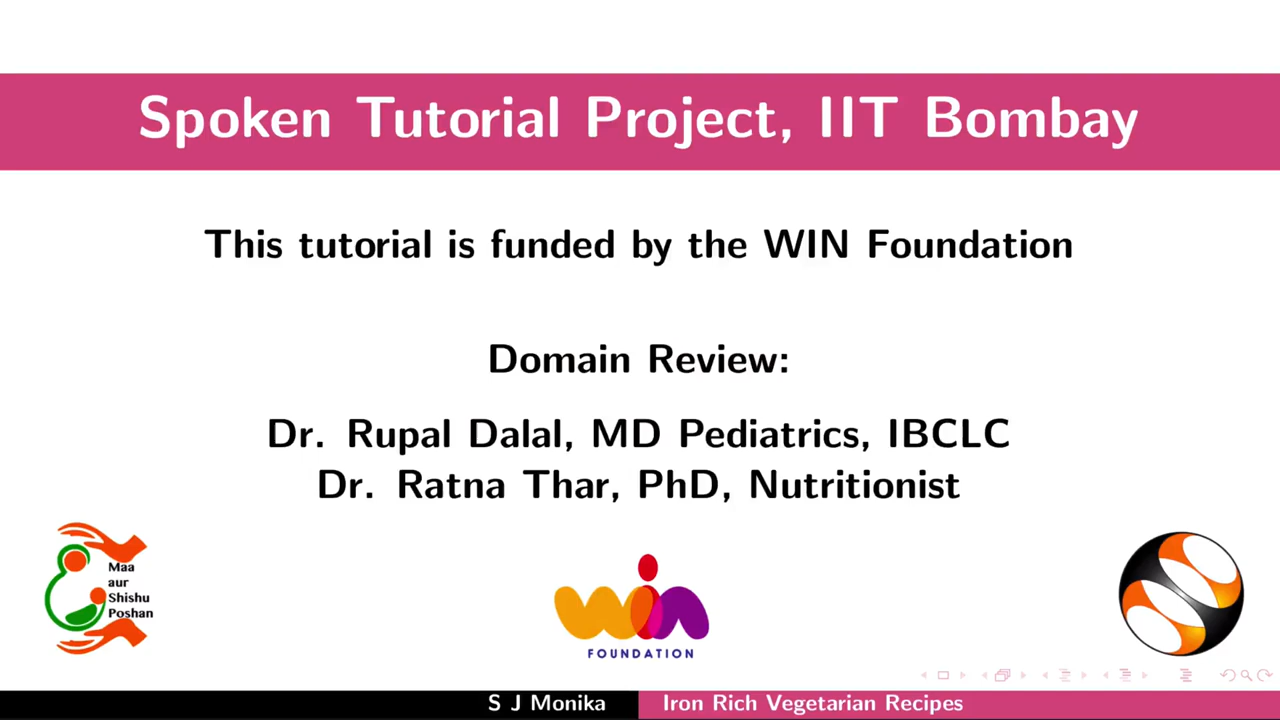 Spoken Tutorial Project, IIT Bombay
This tutorial is funded by the WIN Foundation
Domain Review:
Dr. Rupal Dalal, MD Pediatrics, IBCLC
Dr. Ratna Thar, PhD, Nutritionist
Maa
aur
Shishu
Poshan
win
FOUNDATION
S J Monika
Iron Rich Vegetarian Recipes